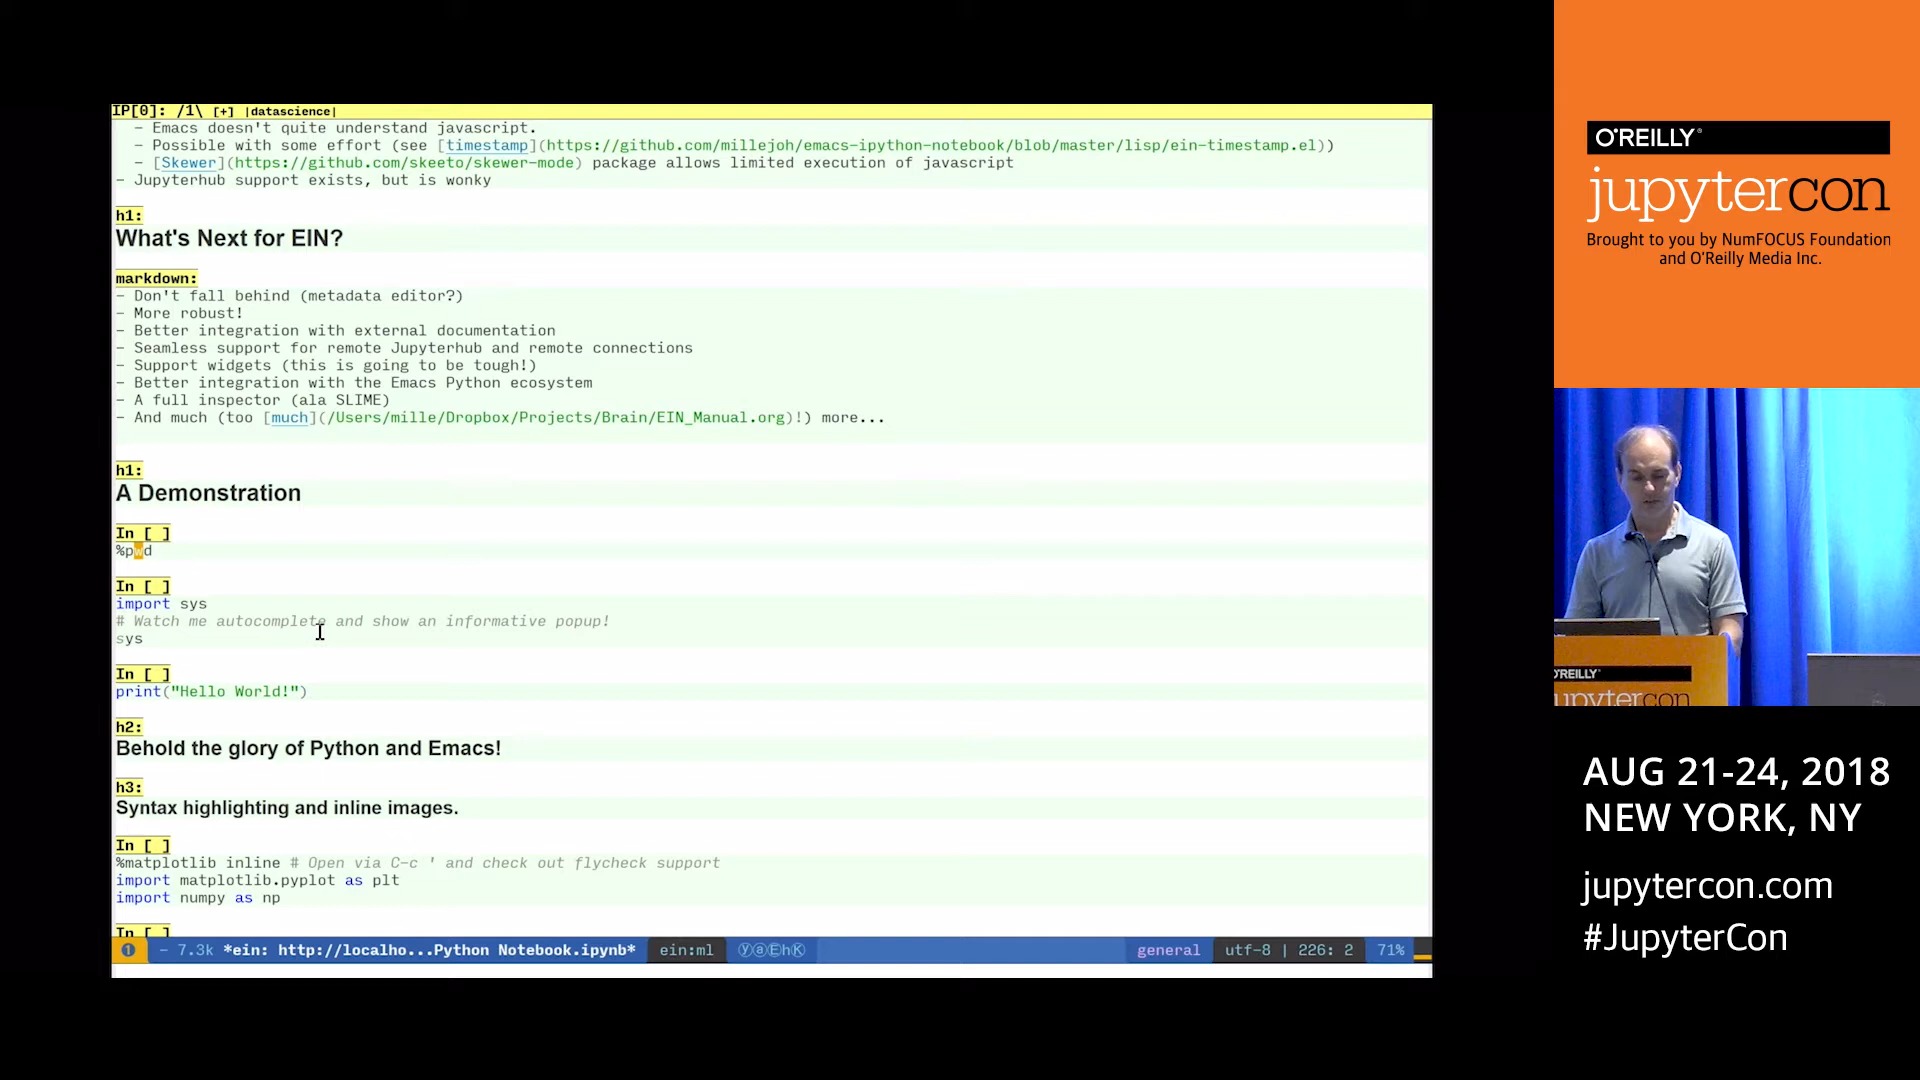 IP[0]: /1\ [+] |datascience|
- Emacs doesn't quite understand javascript.
- Possible with some effort (see [timestamp](https://github.com/millejoh/emacs-ipython-notebook/blob/master/lisp/ein-timestamp.el))
- [Skewer](https://github.com/skeeto/skewer-mode) package allows limited execution of javascript
- Jupyterhub support exists, but is wonky
h1:
What's Next for EIN?
markdown:
- Don't fall behind (metadata editor?)
- More robust!
- Better integration with external documentation
- Seamless support for remote Jupyterhub and remote connections
- Support widgets (this is going to be tough!)
- Better integration with the Emacs Python ecosystem
- A full inspector (ala SLIME)
- And much (too [much](/Users/mille/Dropbox/Projects/Brain/EIN_Manual.org)!) more...
h1:
A Demonstration
In [ ]
%pwd
In [ ]
import sys
# Watch me autocomplete and show an informative popup!
sys
In [ ]
print("Hello World!")
h2:
Behold the glory of Python and Emacs!
h3:
Syntax highlighting and inline images.
In [ ]
%matplotlib inline # Open via C-c ' and check out flycheck support
import matplotlib.pyplot as plt
import numpy as np
In [ ]
❶ - 7.3k *ein: http://localho...Python Notebook.ipynb* ein:ml ⓨⓐⒺⓗⓀ general utf-8 | 226: 2 71%
O'REILLY®
jupytercon
Brought to you by NumFOCUS Foundation
and O'Reilly Media Inc.
O'REILLY
jupytercon
AUG 21-24, 2018
NEW YORK, NY
jupytercon.com
#JupyterCon